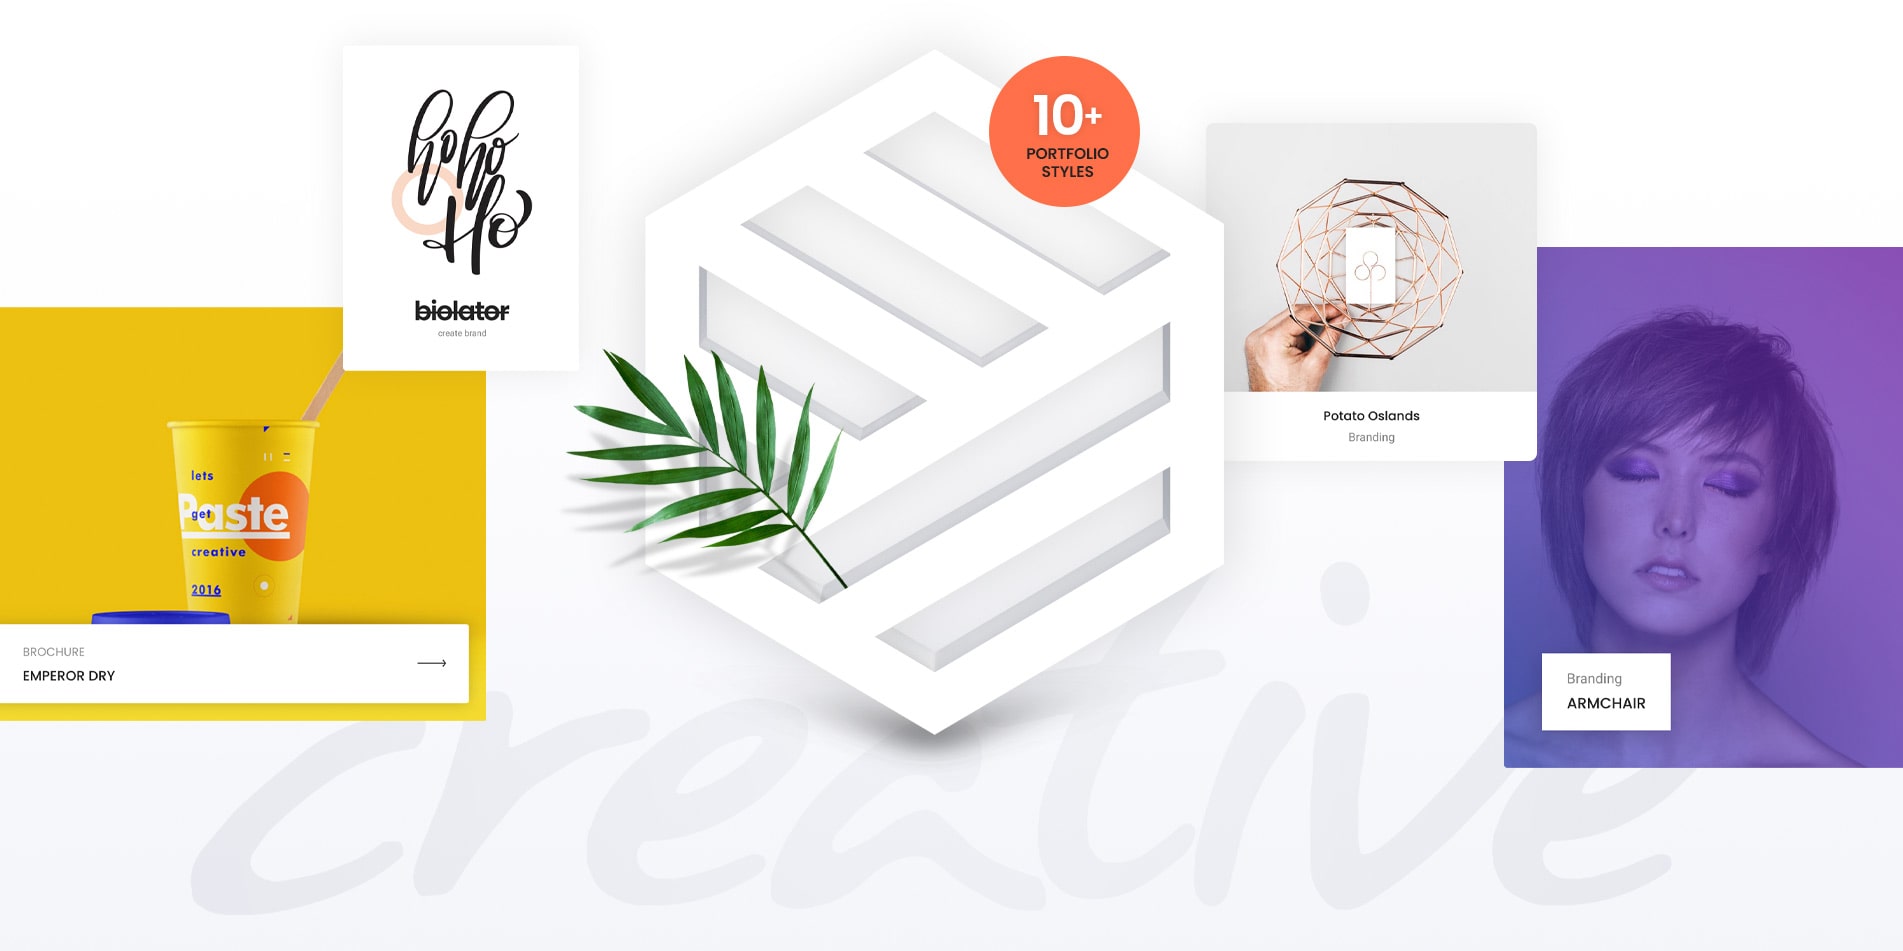 hoho
Ho
biolator
create brand
10+
PORTFOLIO
STYLES
Potato Oslands
Branding
lets
Paste
get
creative
2016
BROCHURE
EMPEROR DRY
Branding
ARMCHAIR
creative